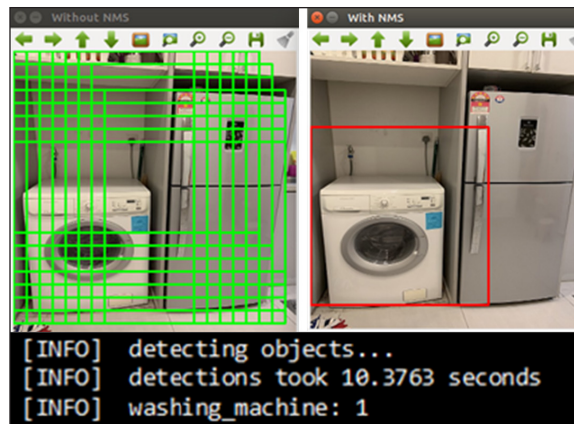 Without NMS
With NMS
[INFO] detecting objects...
[INFO] detections took 10.3763 seconds
[INFO] washing_machine: 1